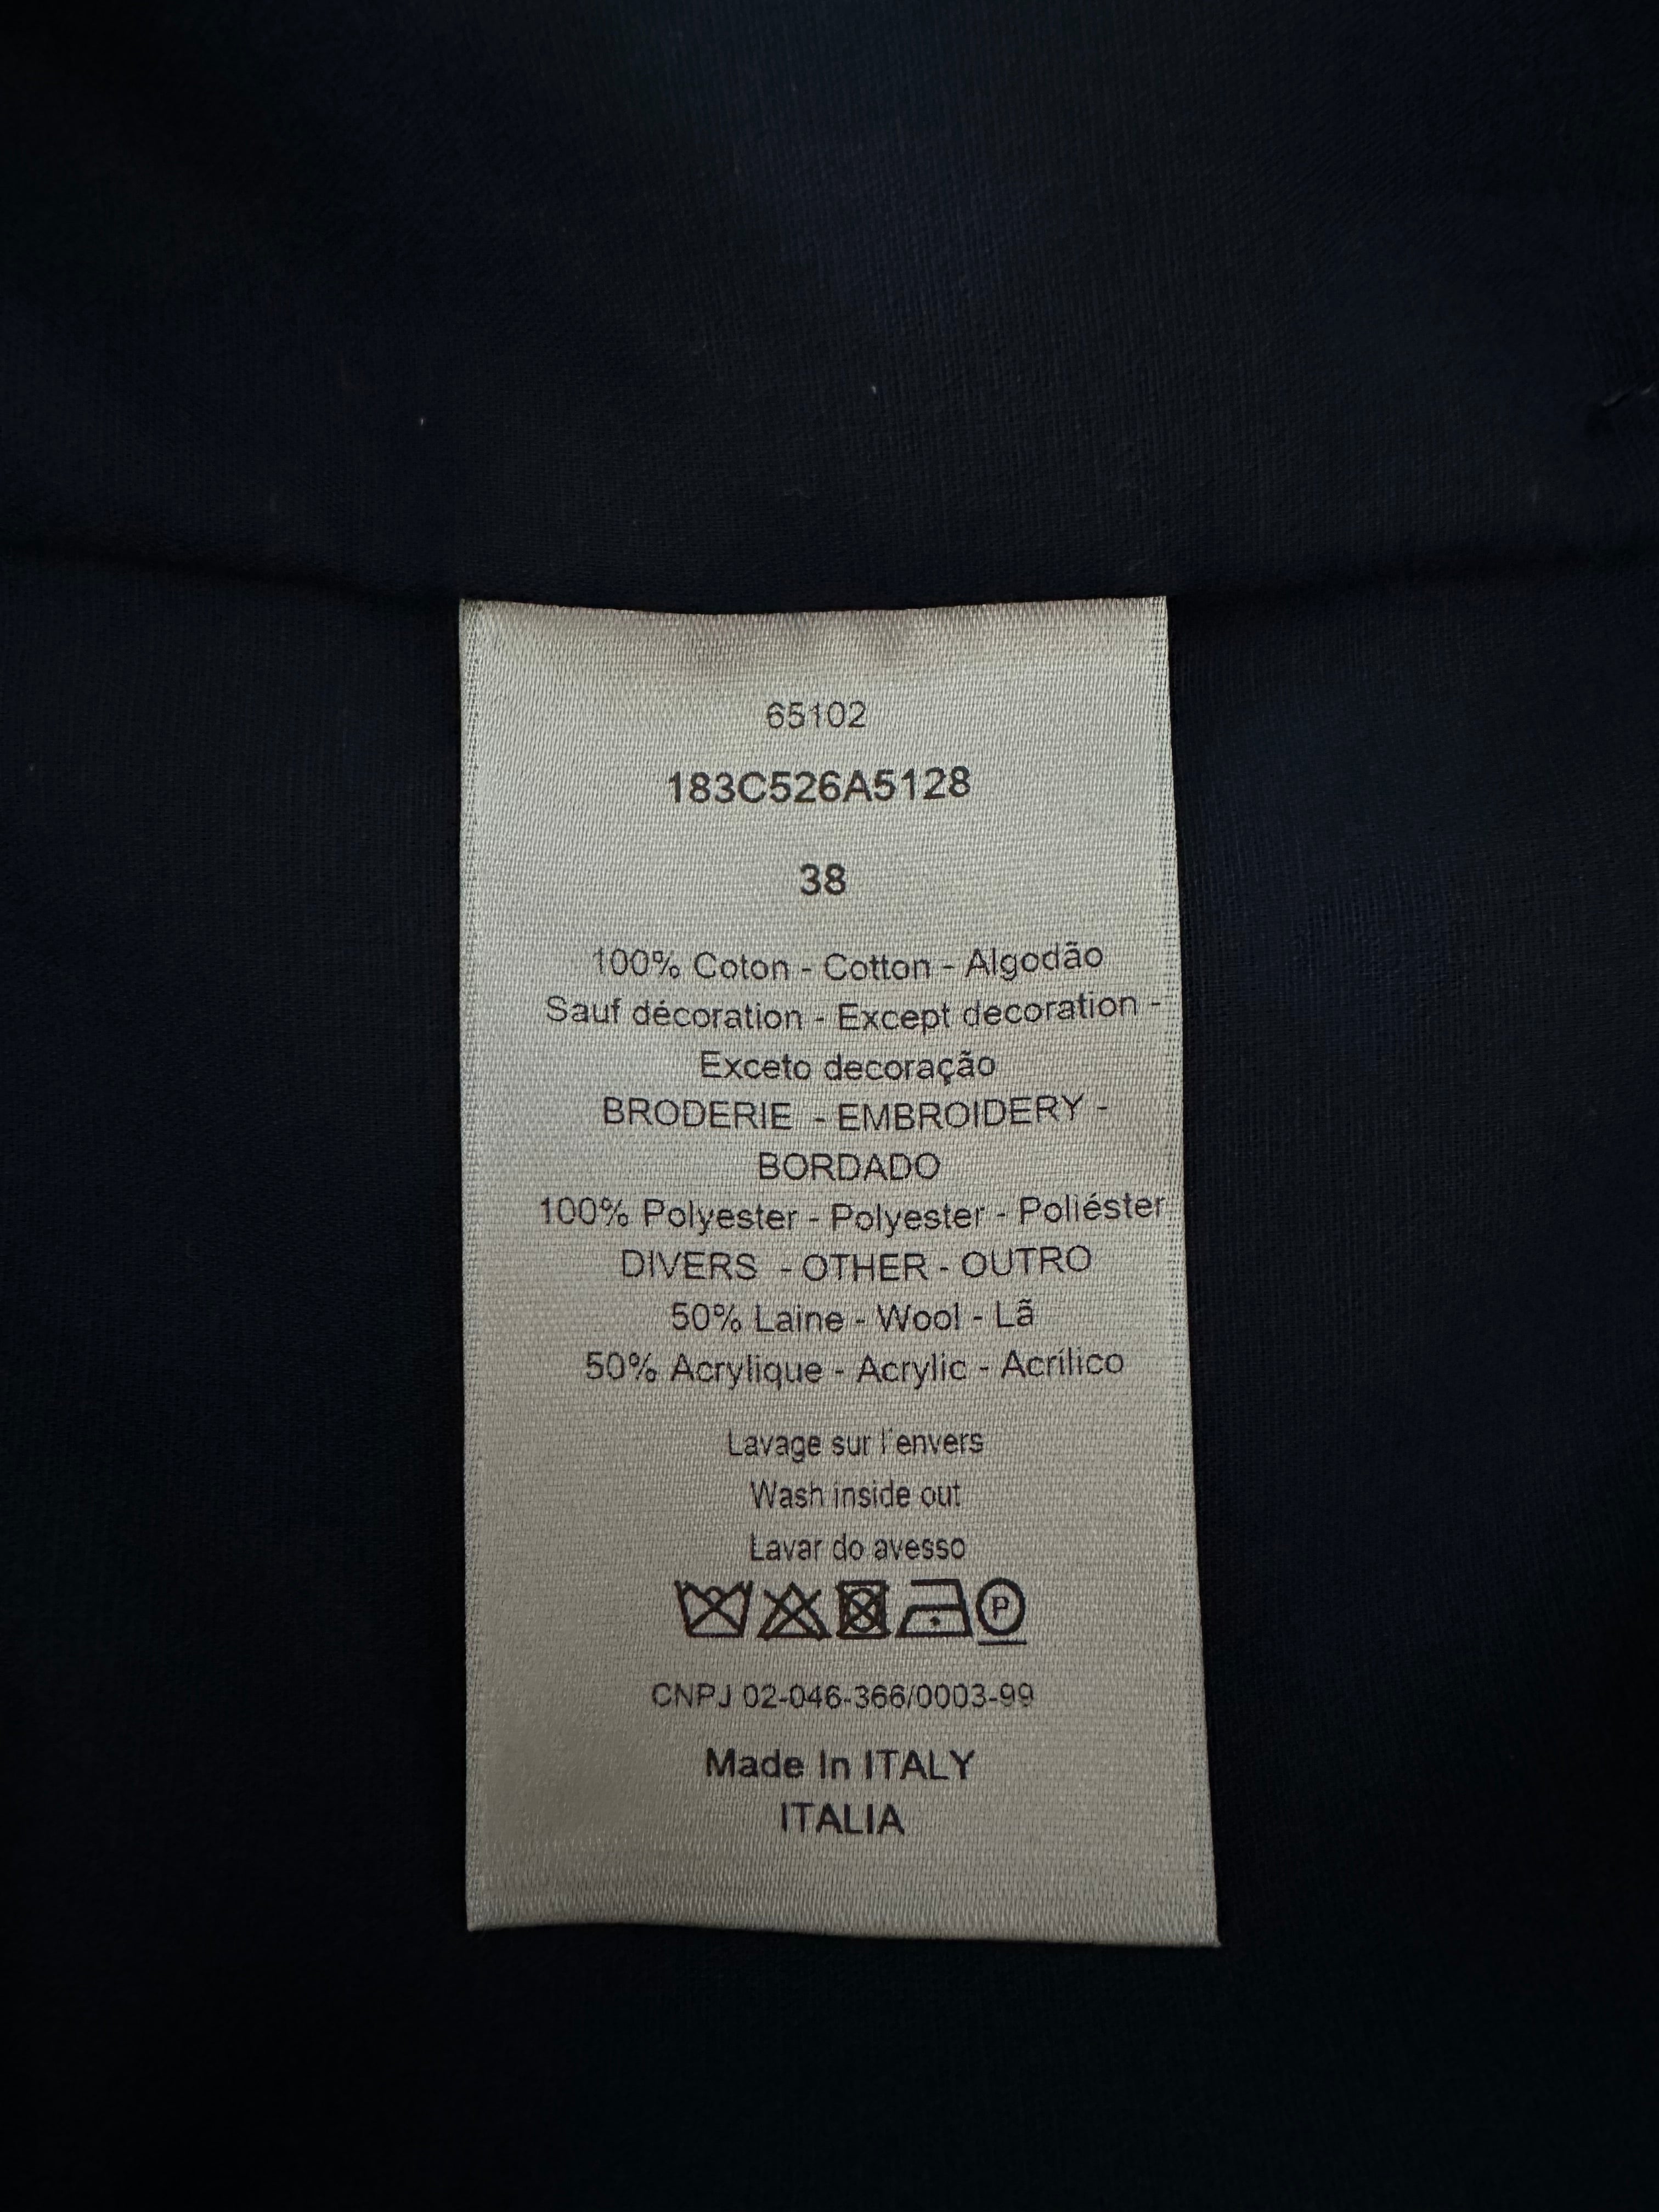 65102
183C526A5128
38
100% Coton - Cotton - Algodão
Sauf décoration - Except decoration -
Exceto decoração
BRODERIE - EMBROIDERY -
BORDADO
100% Polyester - Polyester - Poliéster
DIVERS - OTHER - OUTRO
50% Laine - Wool - Lã
50% Acrylique - Acrylic - Acrílico
Lavage sur l'envers
Wash inside out
Lavar do avesso
P
CNPJ 02-046-366/0003-99
Made In ITALY
ITALIA